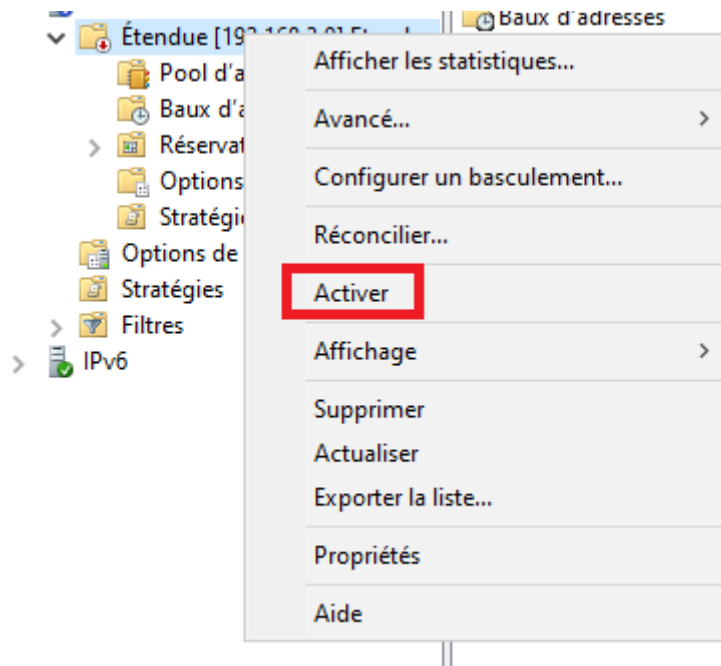 Baux d'adresses
Étendue [192.168.2.0]
Pool d'a
Baux d'a
Réservat
Options
Stratégi
Options de
Stratégies
Filtres
IPv6
Afficher les statistiques...
Avancé...
Configurer un basculement...
Réconcilier...
Activer
Affichage
Supprimer
Actualiser
Exporter la liste...
Propriétés
Aide